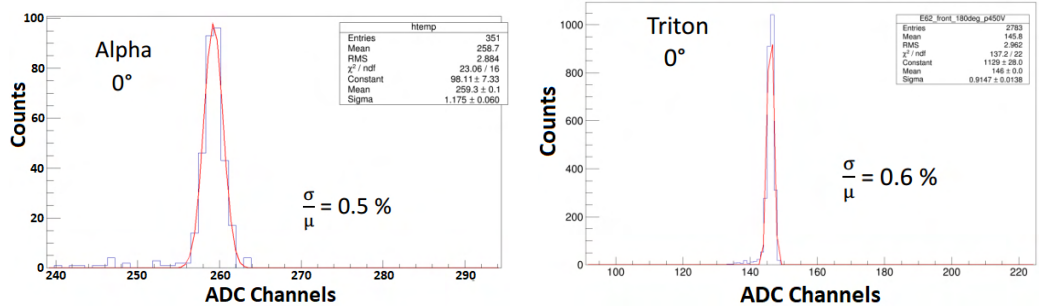 100
80
60
40
20
0
Counts
Alpha
0°
htemp
Entries 351
Mean 258.7
RMS 2.884
χ² / ndf 23.06 / 16
Constant 98.11 ± 7.33
Mean 259.3 ± 0.1
Sigma 1.175 ± 0.060
σ/μ = 0.5 %
240 250 260 270 280 290
ADC Channels
1000
800
600
400
200
0
Counts
Triton
0°
E62_front_180deg_p450V
Entries 2783
Mean 145.8
RMS 2.962
χ² / ndf 137.2 / 22
Constant 1129 ± 28.0
Mean 146 ± 0.0
Sigma 0.9147 ± 0.0138
σ/μ = 0.6 %
100 120 140 160 180 200 220
ADC Channels